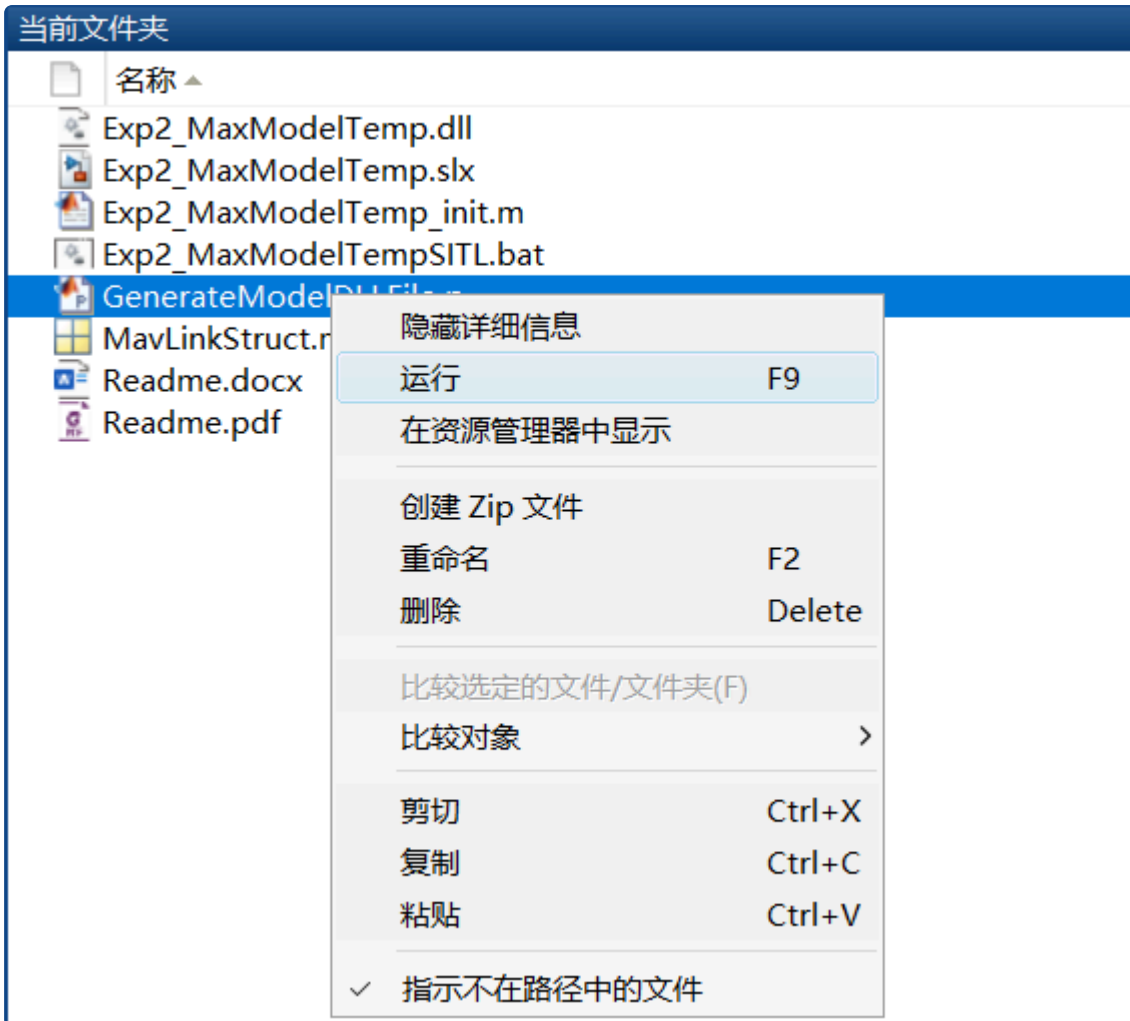 当前文件夹
名称
Exp2_MaxModelTemp.dll
Exp2_MaxModelTemp.slx
Exp2_MaxModelTemp_init.m
Exp2_MaxModelTempSITL.bat
GenerateModelDLLFile.p
MavLinkStruct.
Readme.docx
Readme.pdf
隐藏详细信息
运行 F9
在资源管理器中显示
创建 Zip 文件
重命名 F2
删除 Delete
比较选定的文件/文件夹(F)
比较对象
剪切 Ctrl+X
复制 Ctrl+C
粘贴 Ctrl+V
指示不在路径中的文件